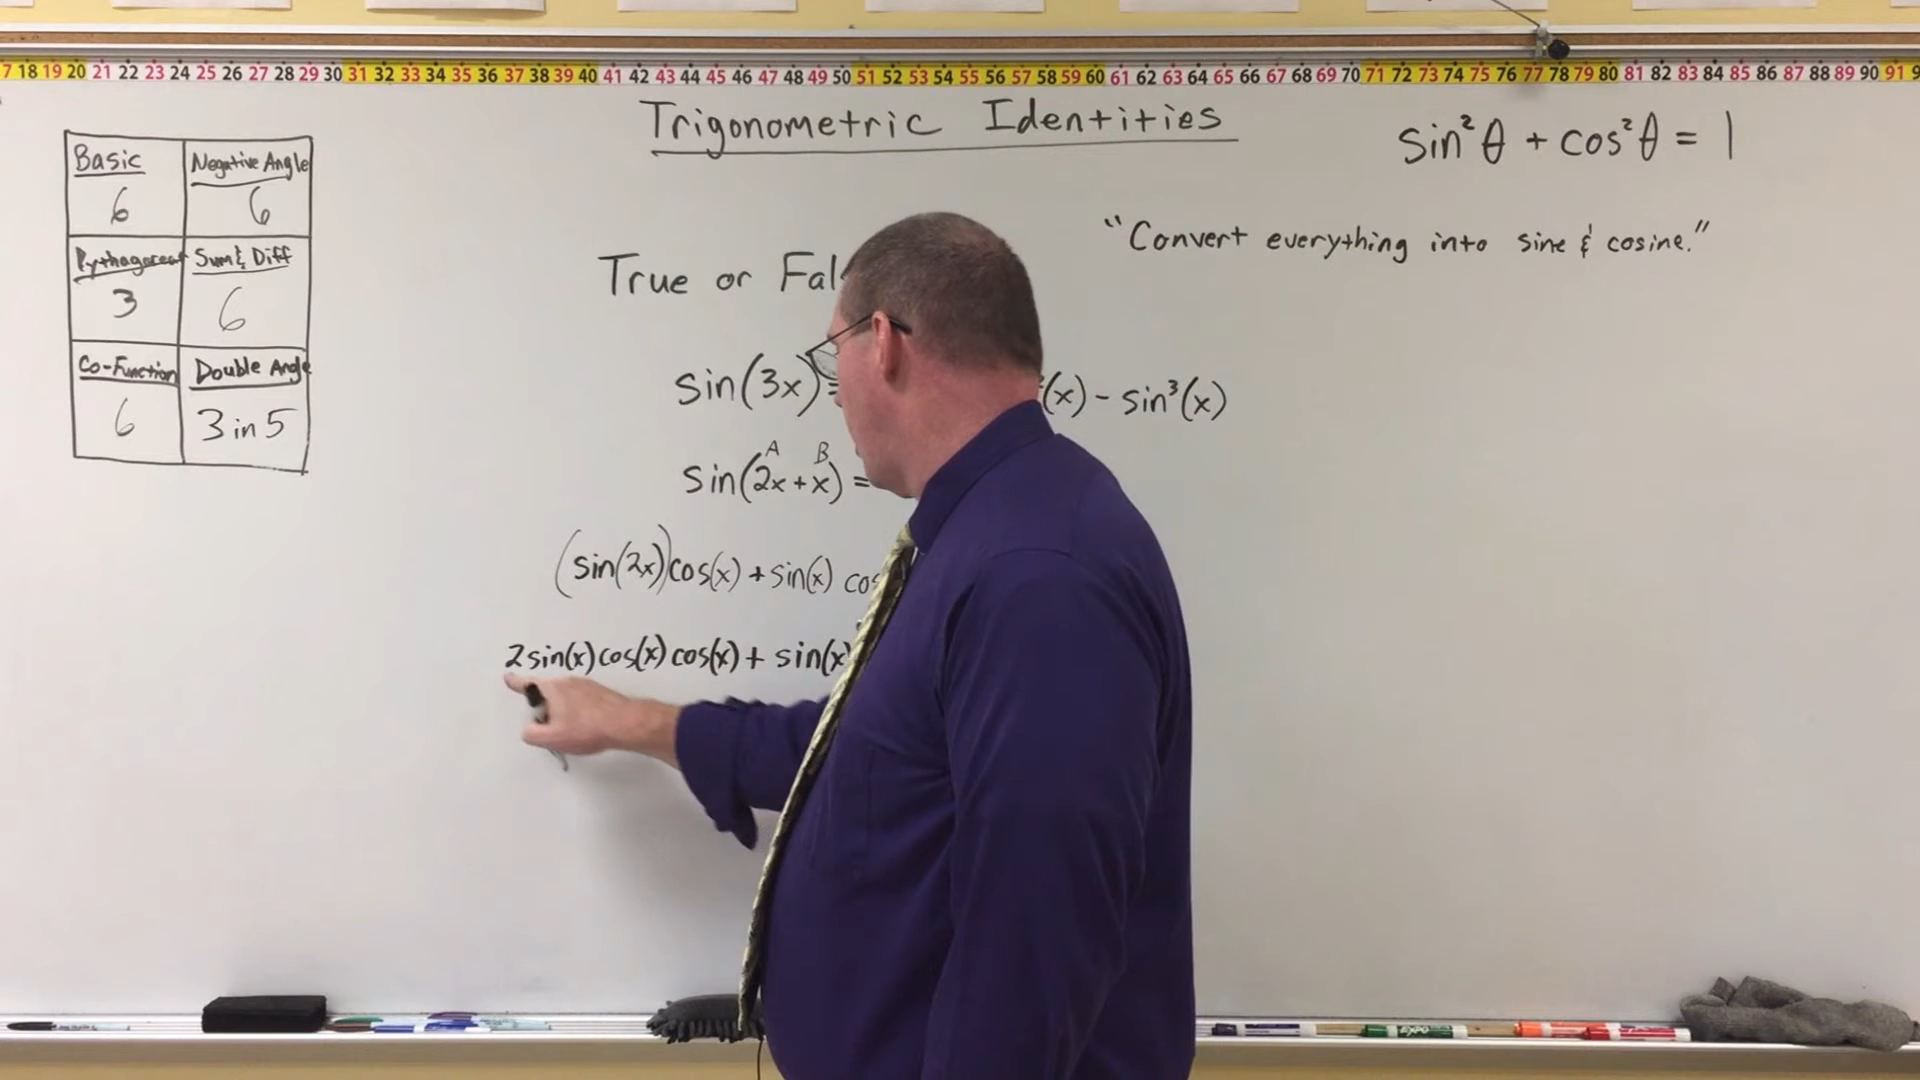 7 18 19 20 21 22 23 24 25 26 27 28 29 30 31 32 33 34 35 36 37 38 39 40 41 42 43 44 45 46 47 48 49 50 51 52 53 54 55 56 57 58 59 60 61 62 63 64 65 66 67 68 69 70 71 72 73 74 75 76 77 78 79 80 81 82 83 84 85 86 87 88 89 90 91 9
Trigonometric Identities
sin²θ + cos²θ = 1
"Convert everything into sine & cosine."
Basic
6
Negative Angle
6
Pythagorean
3
Sum & Diff
6
Co-Function
6
Double Angle
3 in 5
True or Fal
sin(3x) = (x) - sin³(x)
A B
sin(2x + x) =
(sin(2x))cos(x) + sin(x) cos
2sin(x)cos(x)cos(x) + sin(x)
EXPO